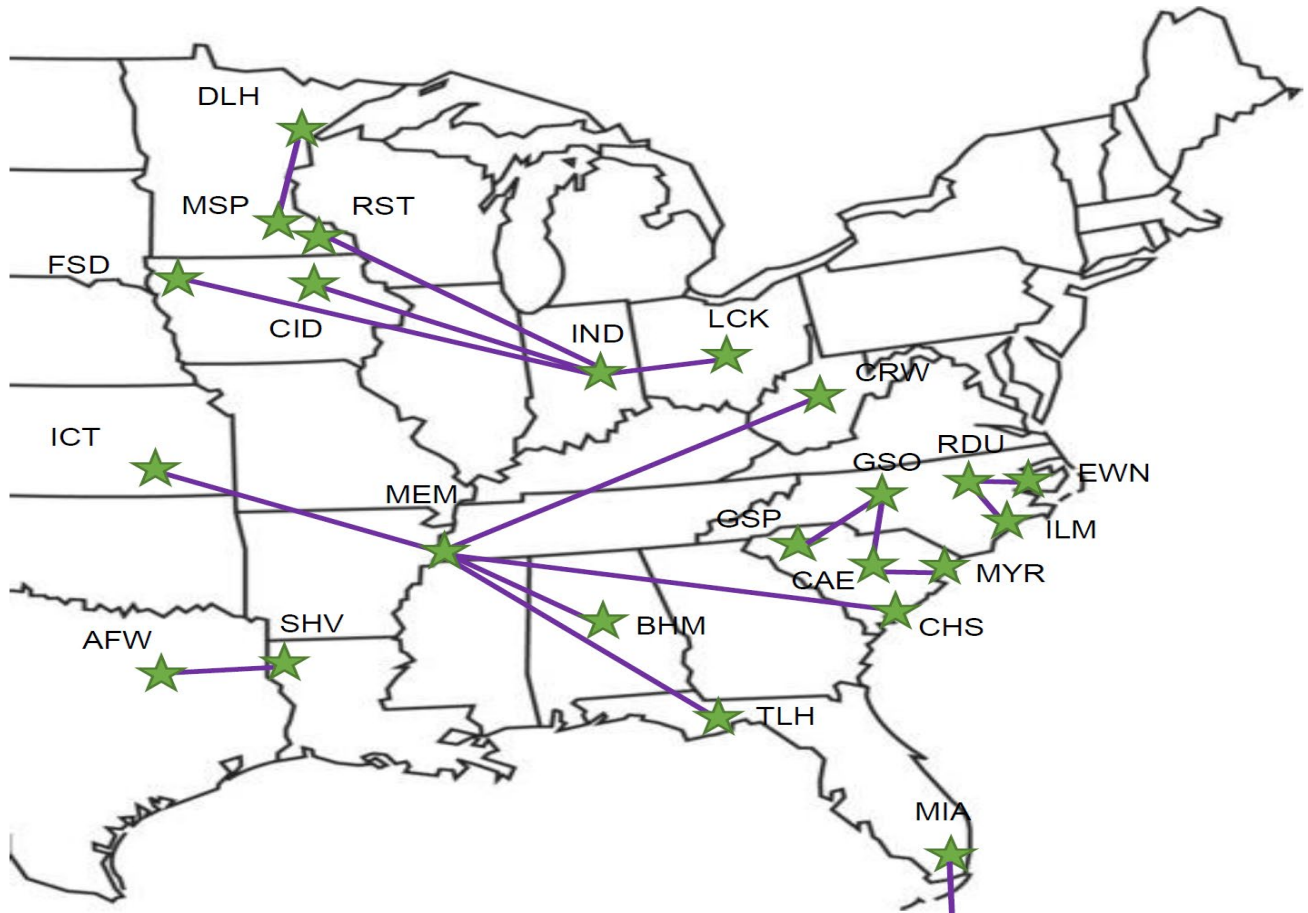 DLH
MSP
RST
FSD
CID
IND
LCK
CRW
ICT
MEM
GSO
RDU
EWN
GSP
ILM
CAE
MYR
SHV
BHM
CHS
AFW
TLH
MIA